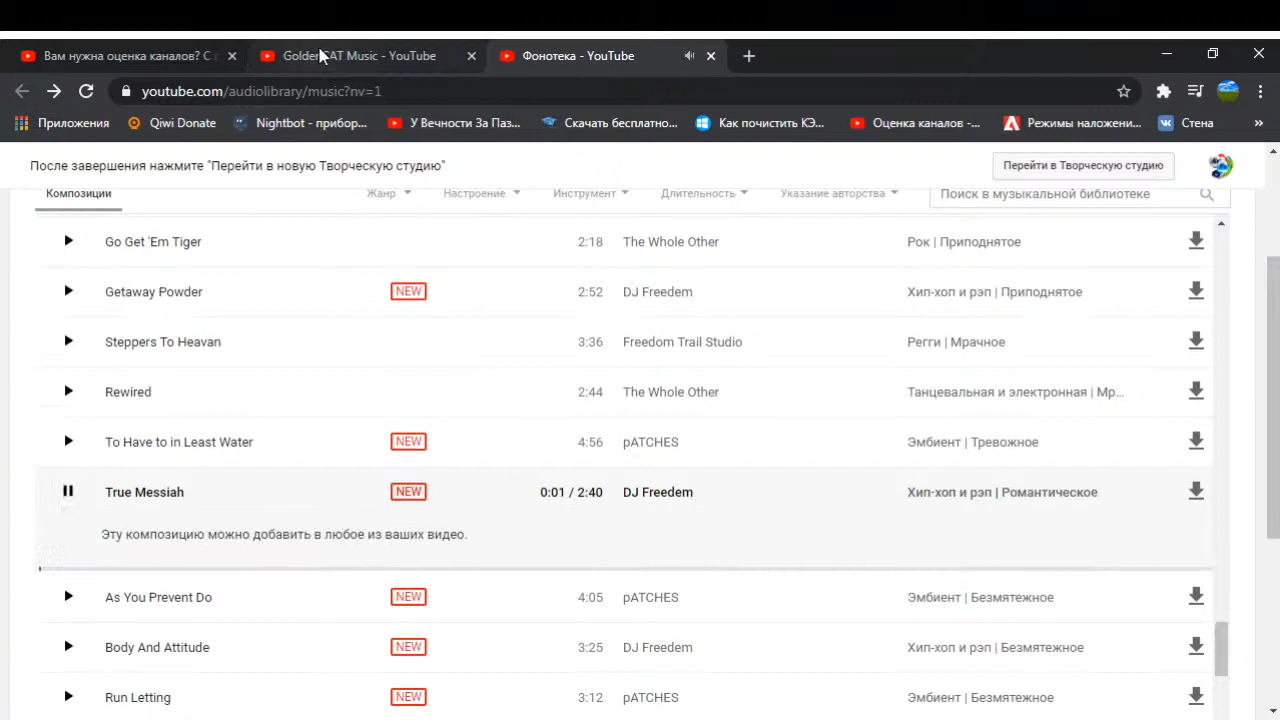 Вам нужна оценка каналов? С г
Golden CAT Music - YouTube
Фонотека - YouTube
youtube.com/audiolibrary/music?nv=1
Приложения
Qiwi Donate
Nightbot - прибор...
У Вечности За Паз...
Скачать бесплатно...
Как почистить КЭ...
Оценка каналов -...
Режимы наложени...
Стена
»
После завершения нажмите "Перейти в новую Творческую студию"
Перейти в Творческую студию
Композиции
Жанр
Настроение
Инструмент
Длительность
Указание авторства
Поиск в музыкальной библиотеке
Go Get 'Em Tiger 2:18 The Whole Other Рок | Приподнятое
Getaway Powder NEW 2:52 DJ Freedem Хип-хоп и рэп | Приподнятое
Steppers To Heavan 3:36 Freedom Trail Studio Регги | Мрачное
Rewired 2:44 The Whole Other Танцевальная и электронная | Мр...
To Have to in Least Water NEW 4:56 pATCHES Эмбиент | Тревожное
True Messiah NEW 0:01 / 2:40 DJ Freedem Хип-хоп и рэп | Романтическое
Эту композицию можно добавить в любое из ваших видео.
As You Prevent Do NEW 4:05 pATCHES Эмбиент | Безмятежное
Body And Attitude NEW 3:25 DJ Freedem Хип-хоп и рэп | Безмятежное
Run Letting NEW 3:12 pATCHES Эмбиент | Безмятежное